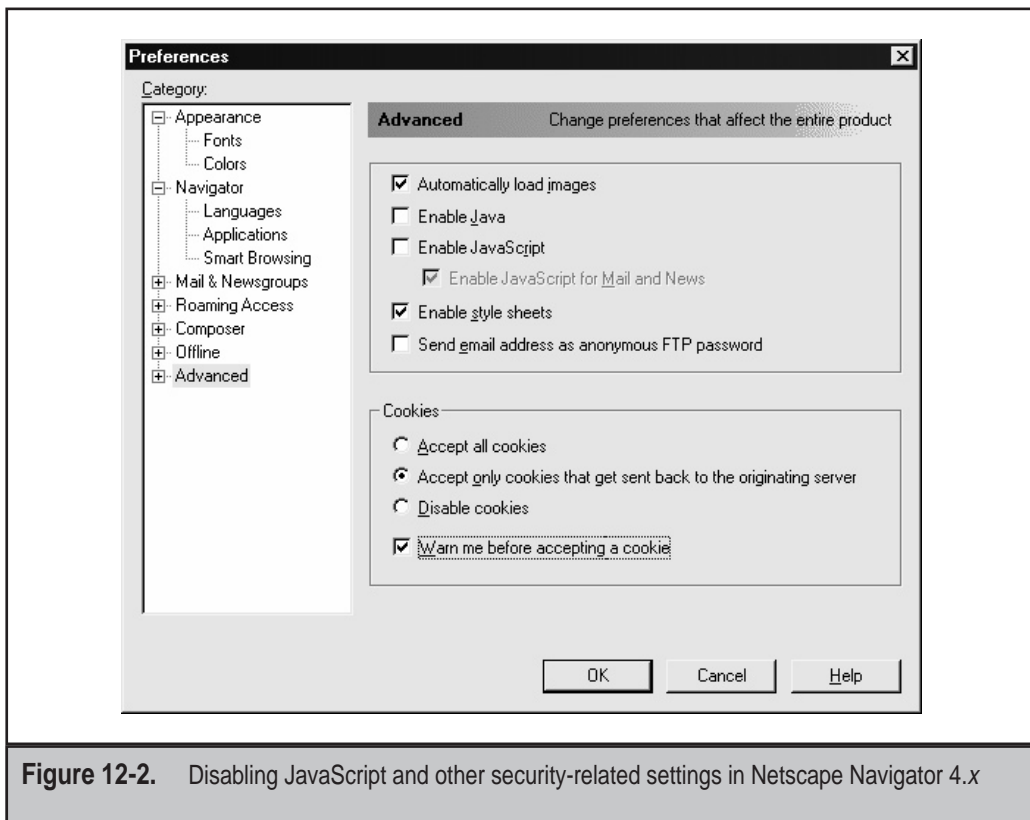 Preferences
Category:
Appearance
Fonts
Colors
Navigator
Languages
Applications
Smart Browsing
Mail & Newsgroups
Roaming Access
Composer
Offline
Advanced
Advanced Change preferences that affect the entire product
Automatically load images
Enable Java
Enable JavaScript
Enable JavaScript for Mail and News
Enable style sheets
Send email address as anonymous FTP password
Cookies
Accept all cookies
Accept only cookies that get sent back to the originating server
Disable cookies
Warn me before accepting a cookie
OK Cancel Help
Figure 12-2. Disabling JavaScript and other security-related settings in Netscape Navigator 4.x